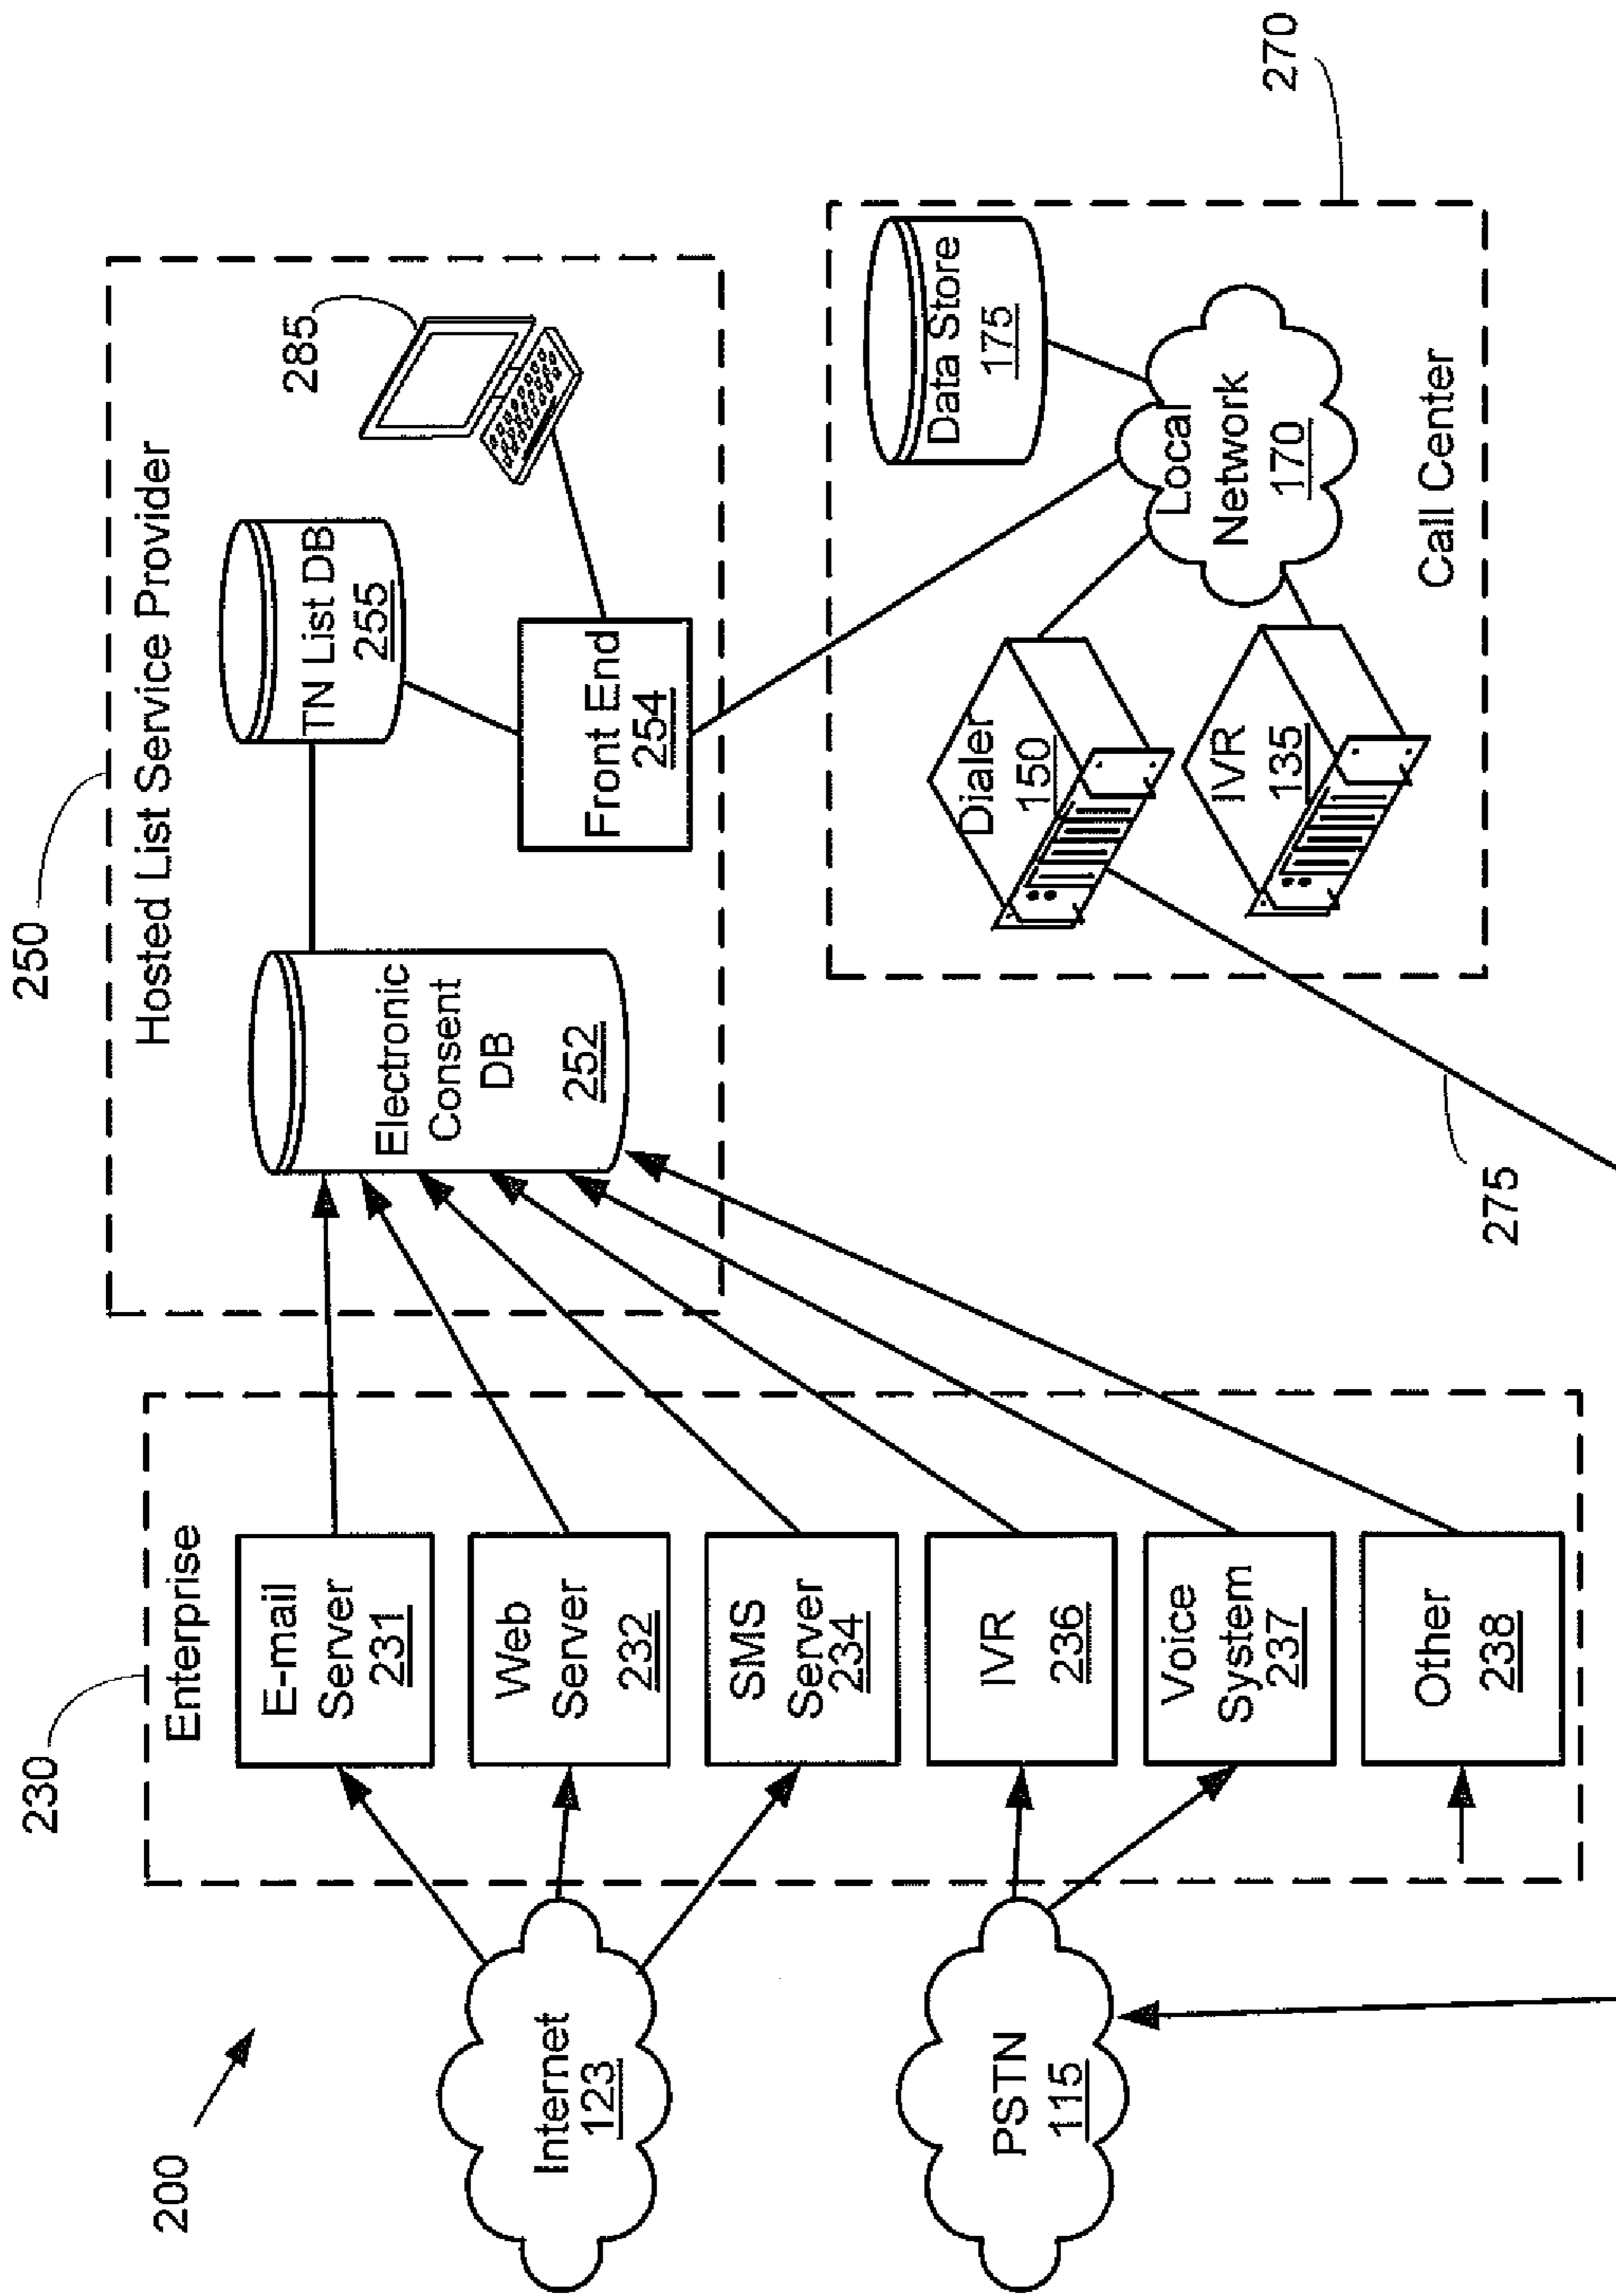 200
230
Enterprise
Internet
123
PSTN
115
E-mail
Server
231
Web
Server
232
SMS
Server
234
IVR
236
Voice
System
237
Other
238
250
Hosted List Service Provider
Electronic
Consent
DB
252
TN List DB
255
Front End
254
285
270
Data Store
175
Local
Network
170
Dialer
150
IVR
135
Call Center
275